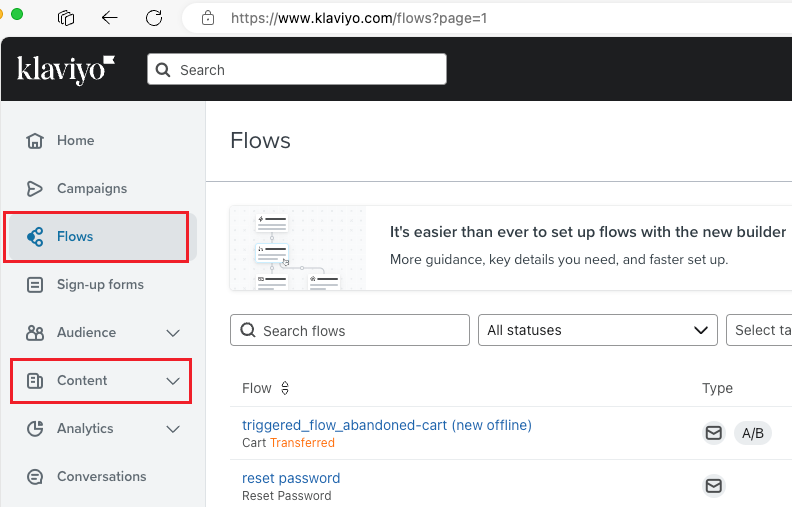 https://www.klaviyo.com/flows?page=1
klaviyo
Search
Home
Campaigns
Flows
Sign-up forms
Audience
Content
Analytics
Conversations
Flows
It's easier than ever to set up flows with the new builder
More guidance, key details you need, and faster set up.
Search flows
All statuses
Select ta
Flow
Type
triggered_flow_abandoned-cart (new offline)
Cart Transferred
A/B
reset password
Reset Password